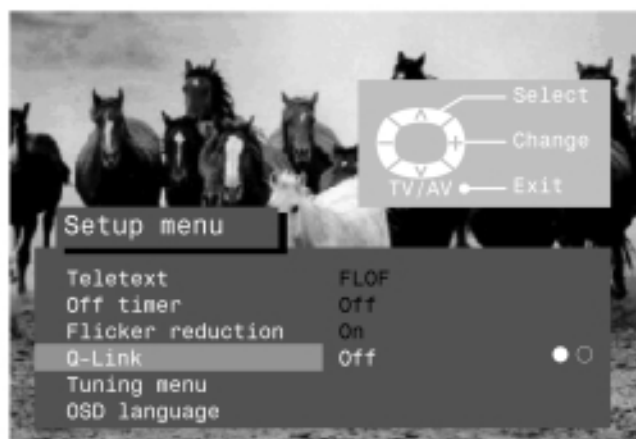 Select
Change
TV/AV Exit
Setup menu
Teletext FLOF
Off timer Off
Flicker reduction On
Q-Link Off
Tuning menu
OSD language